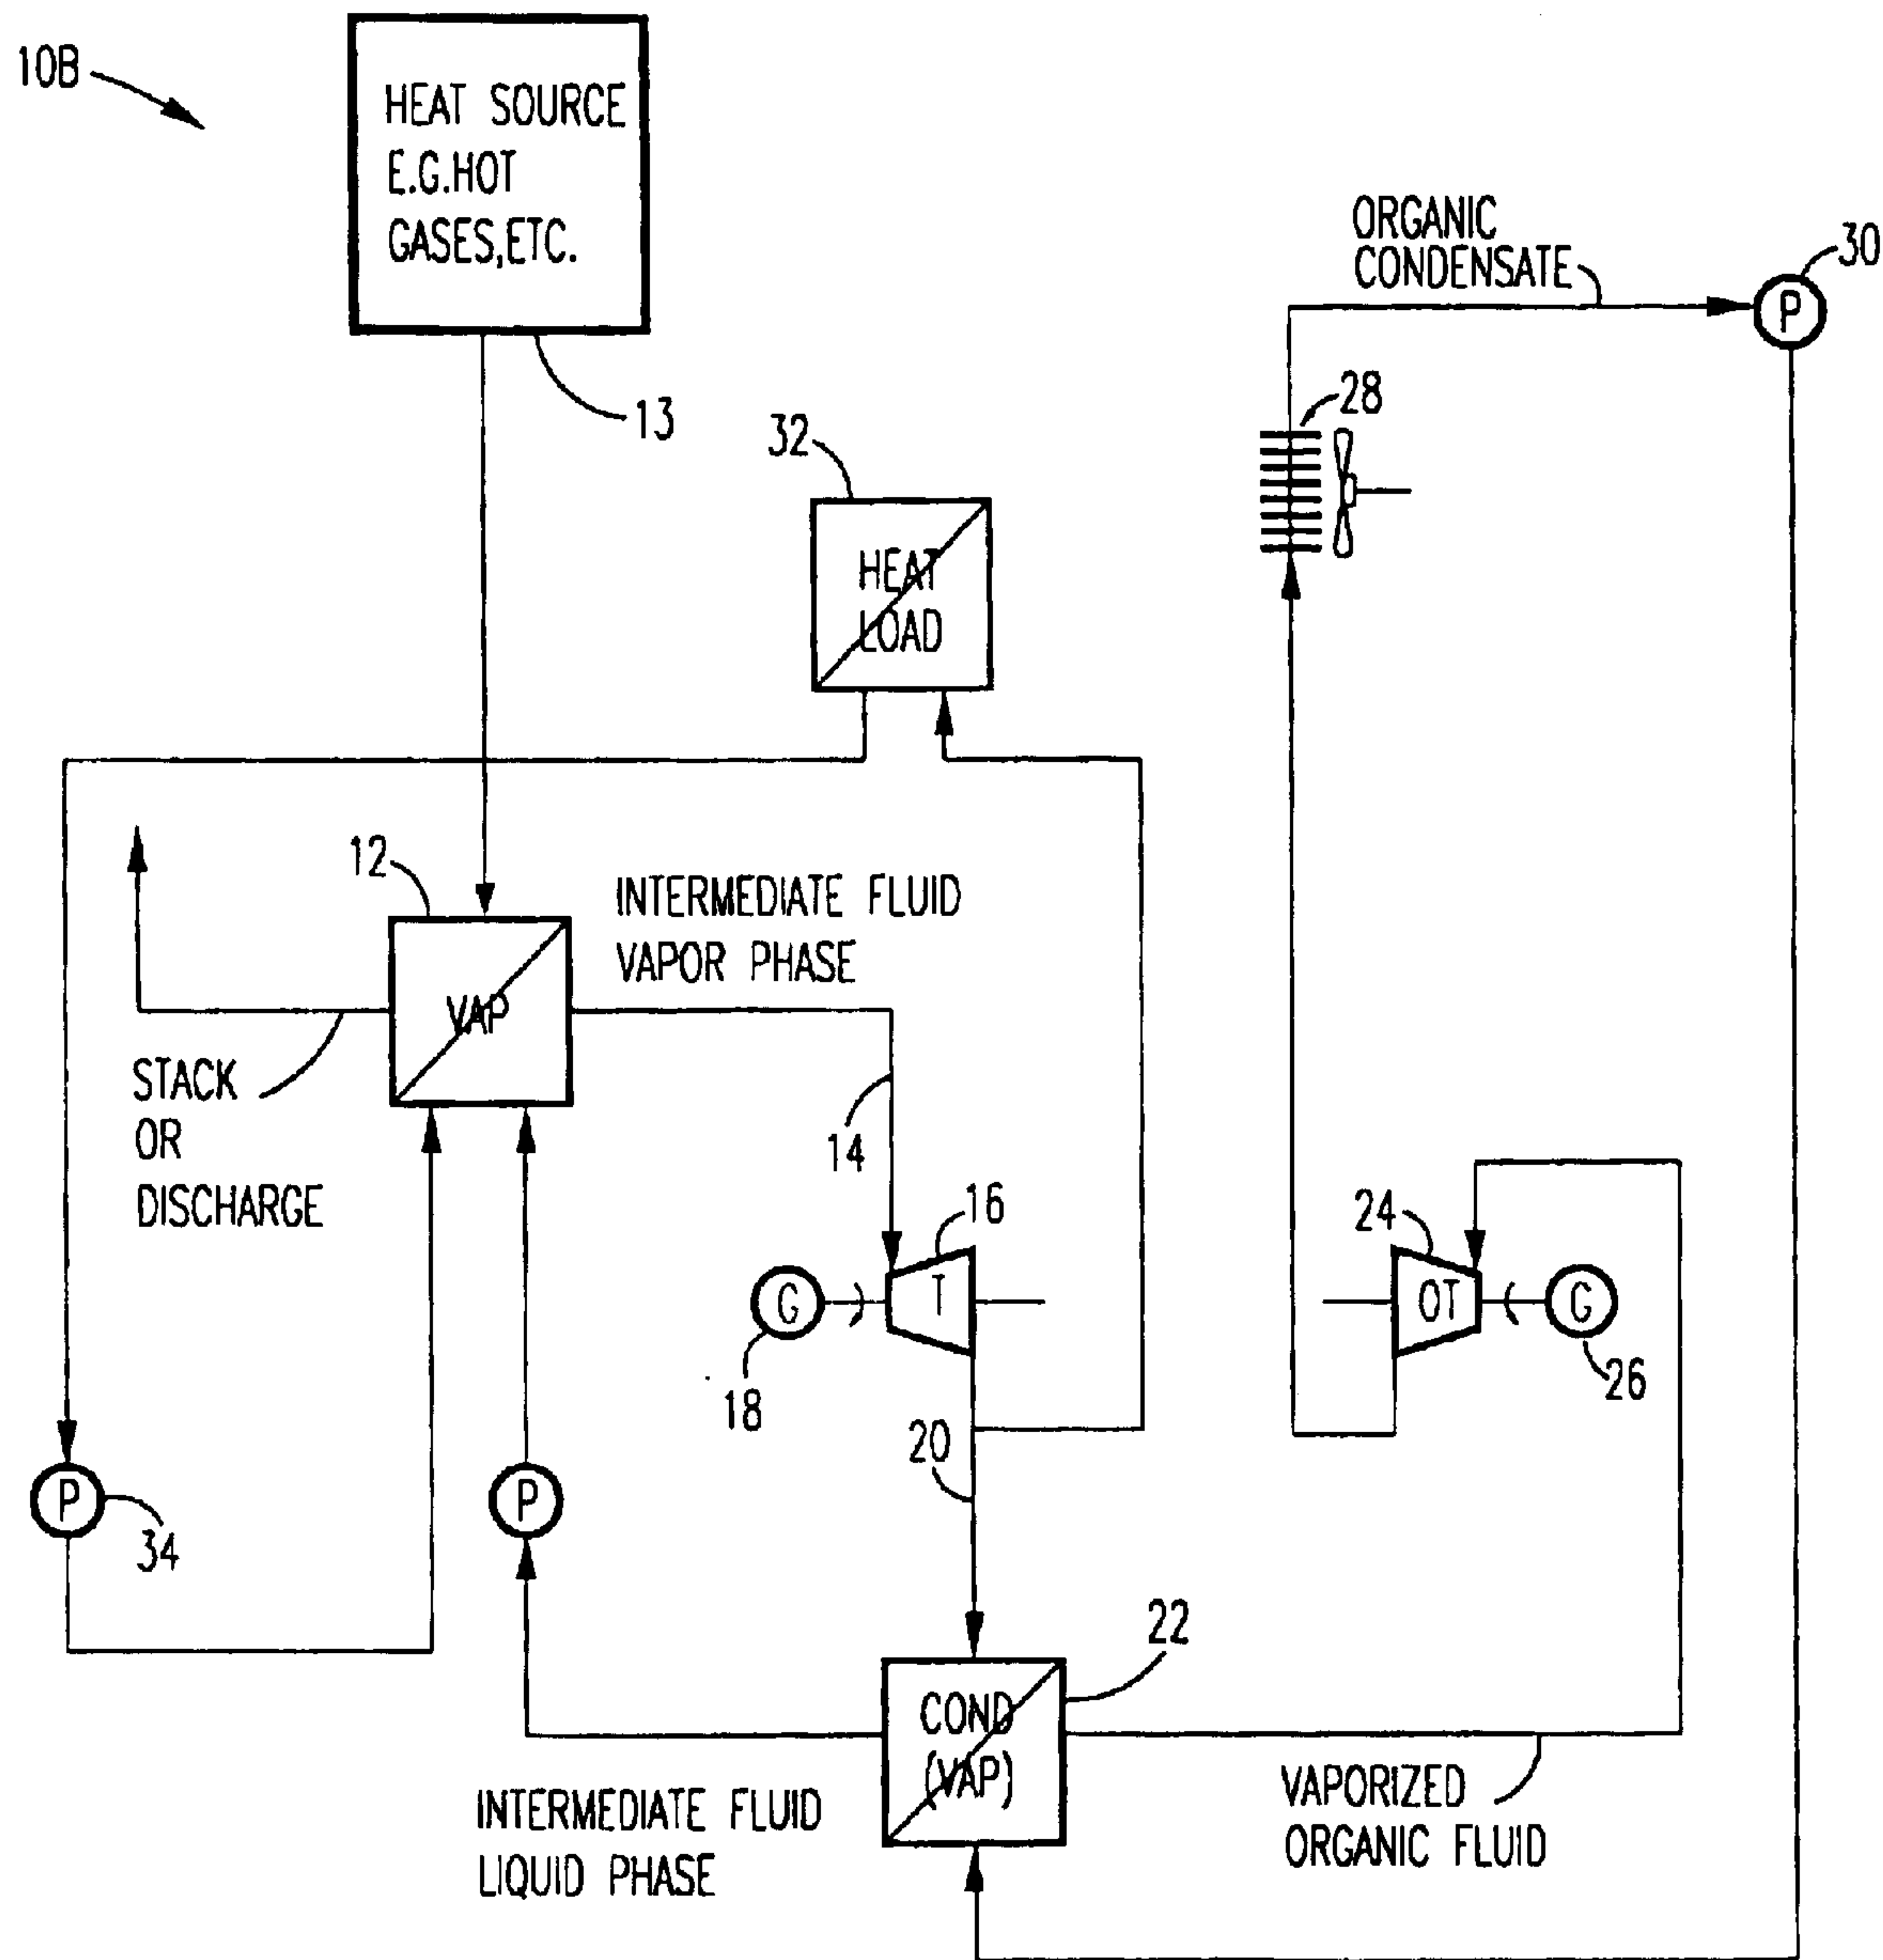 10B
HEAT SOURCE
E.G.HOT
GASES,ETC.
13
ORGANIC
CONDENSATE
30
P
28
32
HEAT
LOAD
12
INTERMEDIATE FLUID
VAPOR PHASE
VAP
STACK
OR
DISCHARGE
14
16
T
G
18
24
OT
G
26
20
P
34
P
22
COND
(VAP)
INTERMEDIATE FLUID
LIQUID PHASE
VAPORIZED
ORGANIC FLUID